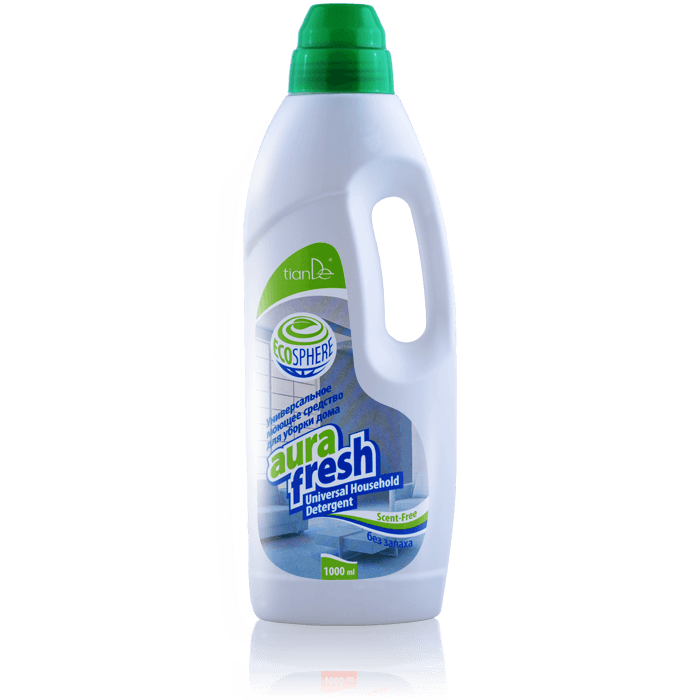 tianDe®
ECOSPHERE
Универсальное
моющее средство
для уборки дома
aura
fresh
Universal Household
Detergent
Scent-Free
без запаха
1000 ml